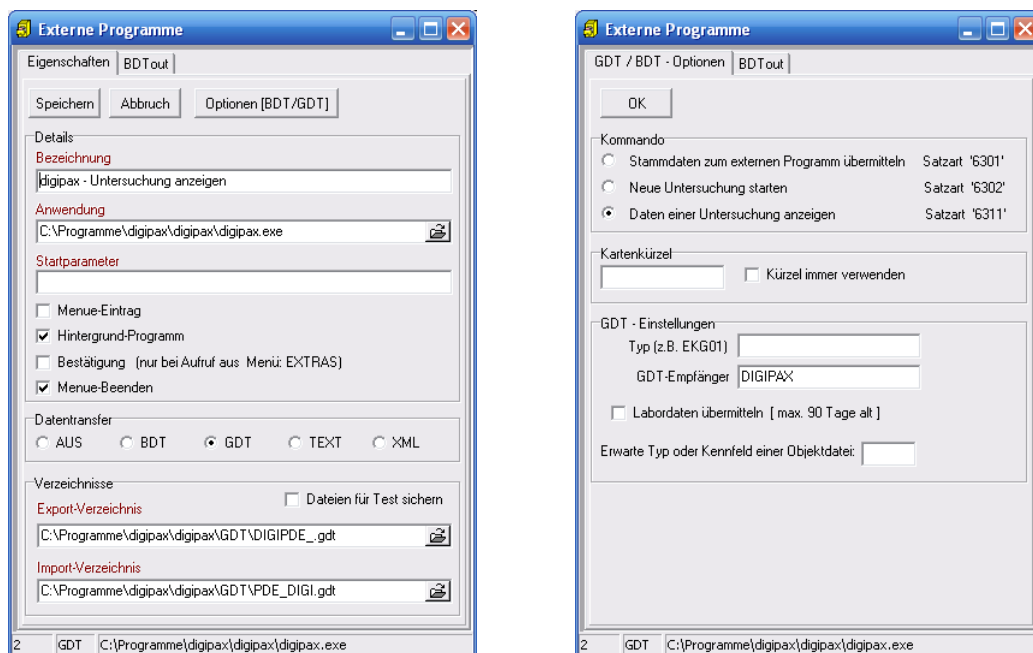 Externe Programme
Eigenschaften BDTout
Speichern Abbruch Optionen [BDT/GDT]
Details
Bezeichnung
digipax - Untersuchung anzeigen
Anwendung
C:\Programme\digipax\digipax\digipax.exe
Startparameter
Menue-Eintrag
Hintergrund-Programm
Bestätigung (nur bei Aufruf aus Menü: EXTRAS)
Menue-Beenden
Datentransfer
AUS BDT GDT TEXT XML
Verzeichnisse
Dateien für Test sichern
Export-Verzeichnis
C:\Programme\digipax\digipax\GDT\DIGIPDE_.gdt
Import-Verzeichnis
C:\Programme\digipax\digipax\GDT\PDE_DIGI.gdt
2 GDT C:\Programme\digipax\digipax\digipax.exe
Externe Programme
GDT / BDT - Optionen BDTout
OK
Kommando
Stammdaten zum externen Programm übermitteln Satzart '6301'
Neue Untersuchung starten Satzart '6302'
Daten einer Untersuchung anzeigen Satzart '6311'
Kartenkürzel
Kürzel immer verwenden
GDT - Einstellungen
Typ (z.B. EKG01)
GDT-Empfänger DIGIPAX
Labordaten übermitteln [ max. 90 Tage alt ]
Erwarte Typ oder Kennfeld einer Objektdatei:
2 GDT C:\Programme\digipax\digipax\digipax.exe